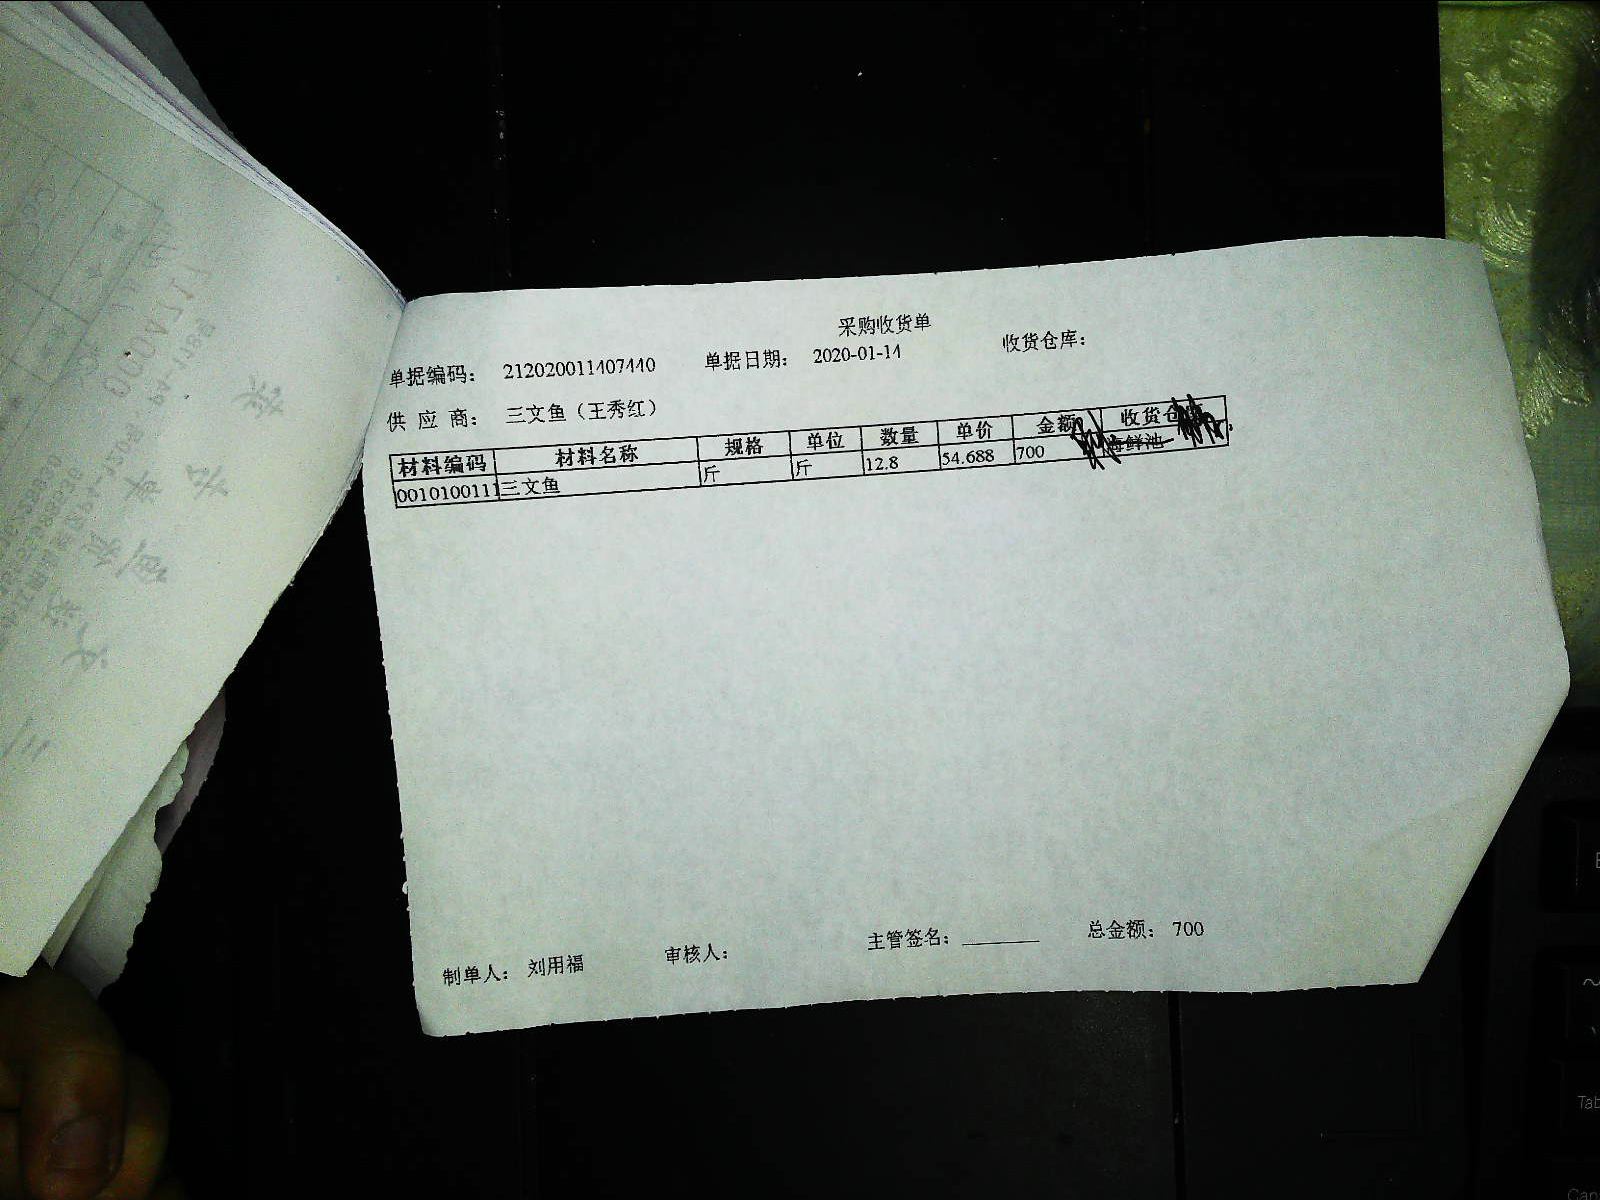 采购收货单
单据编码： 212020011407440 单据日期： 2020-01-14 收货仓库：
供 应 商： 三文鱼（王秀红）
材料编码 材料名称 规格 单位 数量 单价 金额 收货仓
0010100111 三文鱼 斤 斤 12.8 54.688 700 海鲜池
制单人： 刘用福 审核人： 主管签名：________ 总金额： 700
Tab